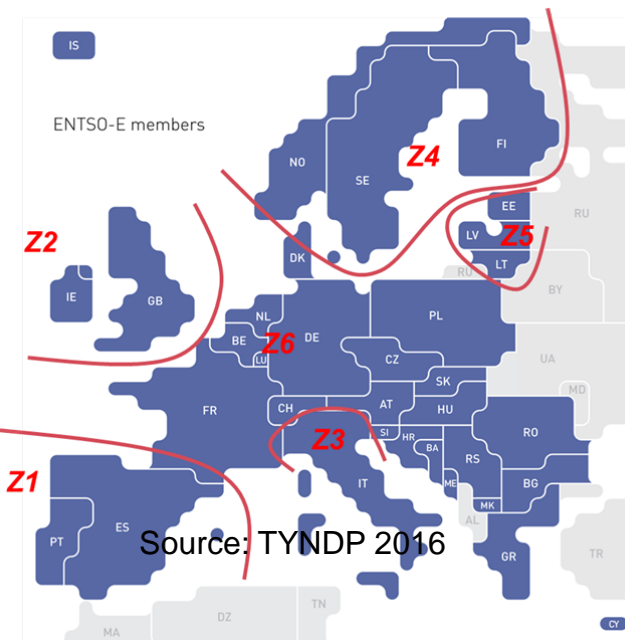 IS
ENTSO-E members
NO
SE
Z4
FI
EE
LV
Z5
LT
RU
RU
BY
DK
Z2
IE
GB
NL
BE
Z6
LU
DE
PL
CZ
SK
UA
MD
FR
CH
AT
HU
Z3
SI
HR
BA
RS
RO
IT
ME
BG
MK
AL
Z1
PT
ES
Source: TYNDP 2016
GR
TR
MA
DZ
TN
CY